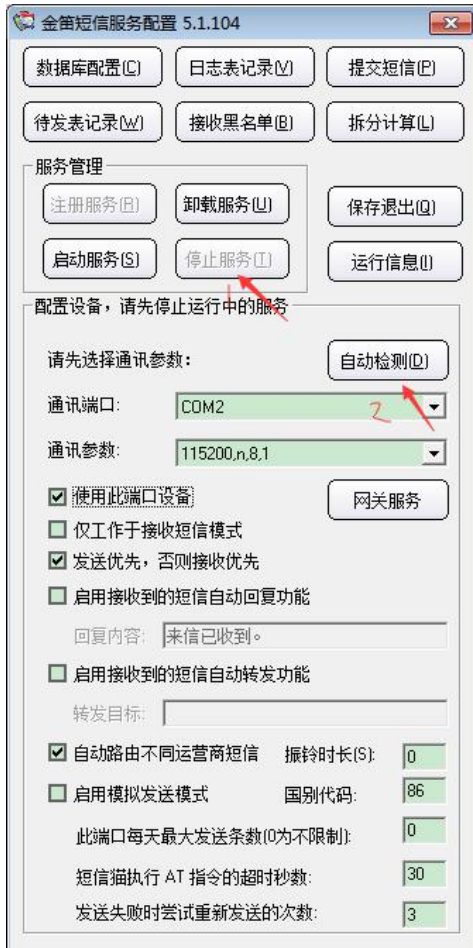 金笛短信服务配置 5.1.104
数据库配置(C) 日志表记录(V) 提交短信(P)
待发表记录(W) 接收黑名单(B) 拆分计算(L)
服务管理
注册服务(R) 卸载服务(U) 保存退出(Q)
启动服务(S) 停止服务(T) 运行信息(I)
1
配置设备，请先停止运行中的服务
请先选择通讯参数： 自动检测(D)
通讯端口： COM2 2
通讯参数： 115200,n,8,1
使用此端口设备 网关服务
仅工作于接收短信模式
发送优先，否则接收优先
启用接收到的短信自动回复功能
回复内容: 来信已收到。
启用接收到的短信自动转发功能
转发目标:
自动路由不同运营商短信 振铃时长(S): 0
启用模拟发送模式 国别代码: 86
此端口每天最大发送条数(0为不限制): 0
短信猫执行 AT 指令的超时秒数: 30
发送失败时尝试重新发送的次数: 3